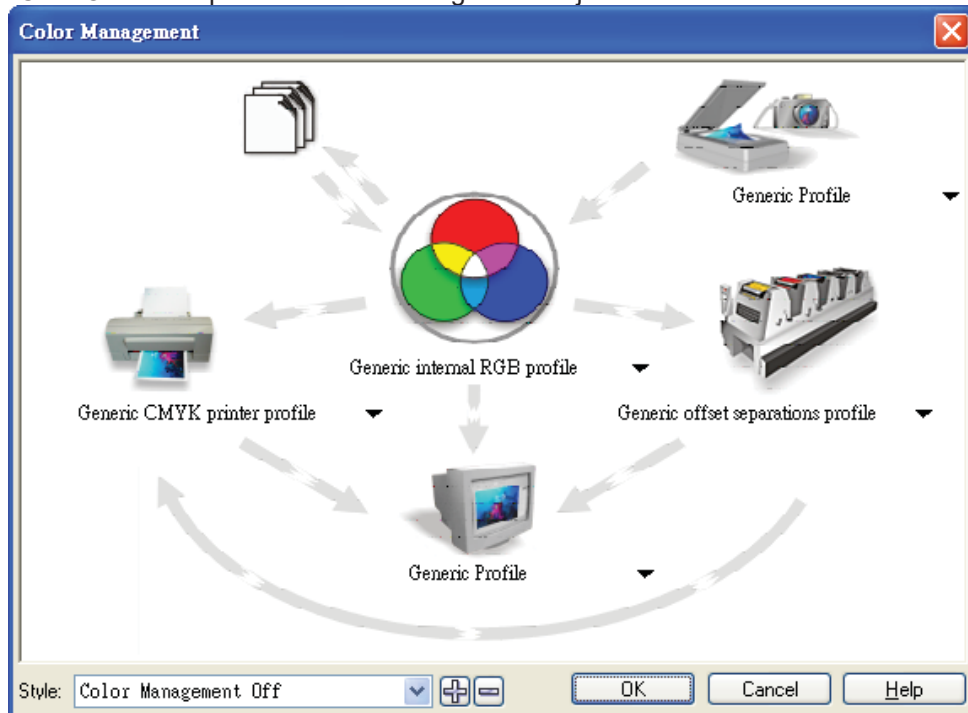 Color Management
Generic Profile
Generic internal RGB profile
Generic CMYK printer profile
Generic offset separations profile
Generic Profile
Style: Color Management Off
OK
Cancel
Help